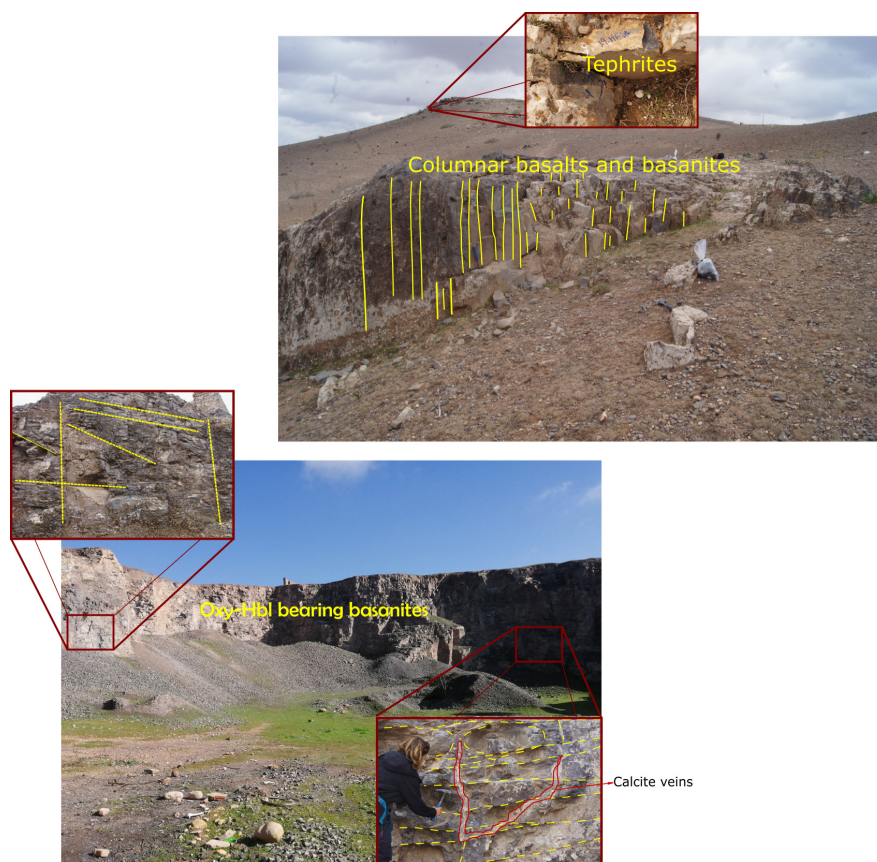 Tephrites
Columnar basalts and basanites
Oxy-Hbl bearing basanites
Calcite veins